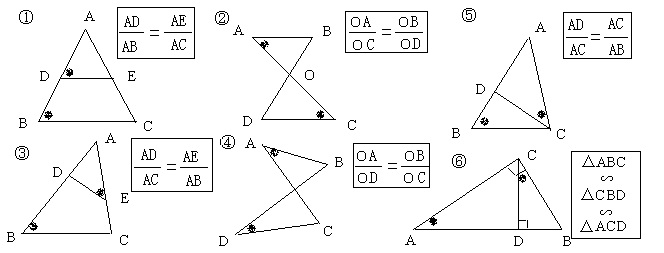 ①
A
D E
B C
AD/AB = AE/AC
②
A B
O
D C
OA/OC = OB/OD
⑤
A
D
B C
AD/AC = AC/AB
③
A
D
E
B C
AD/AC = AE/AB
④
A
B
C
D
OA/OD = OB/OC
⑥
C
A D B
△ABC
∽
△CBD
∽
△ACD